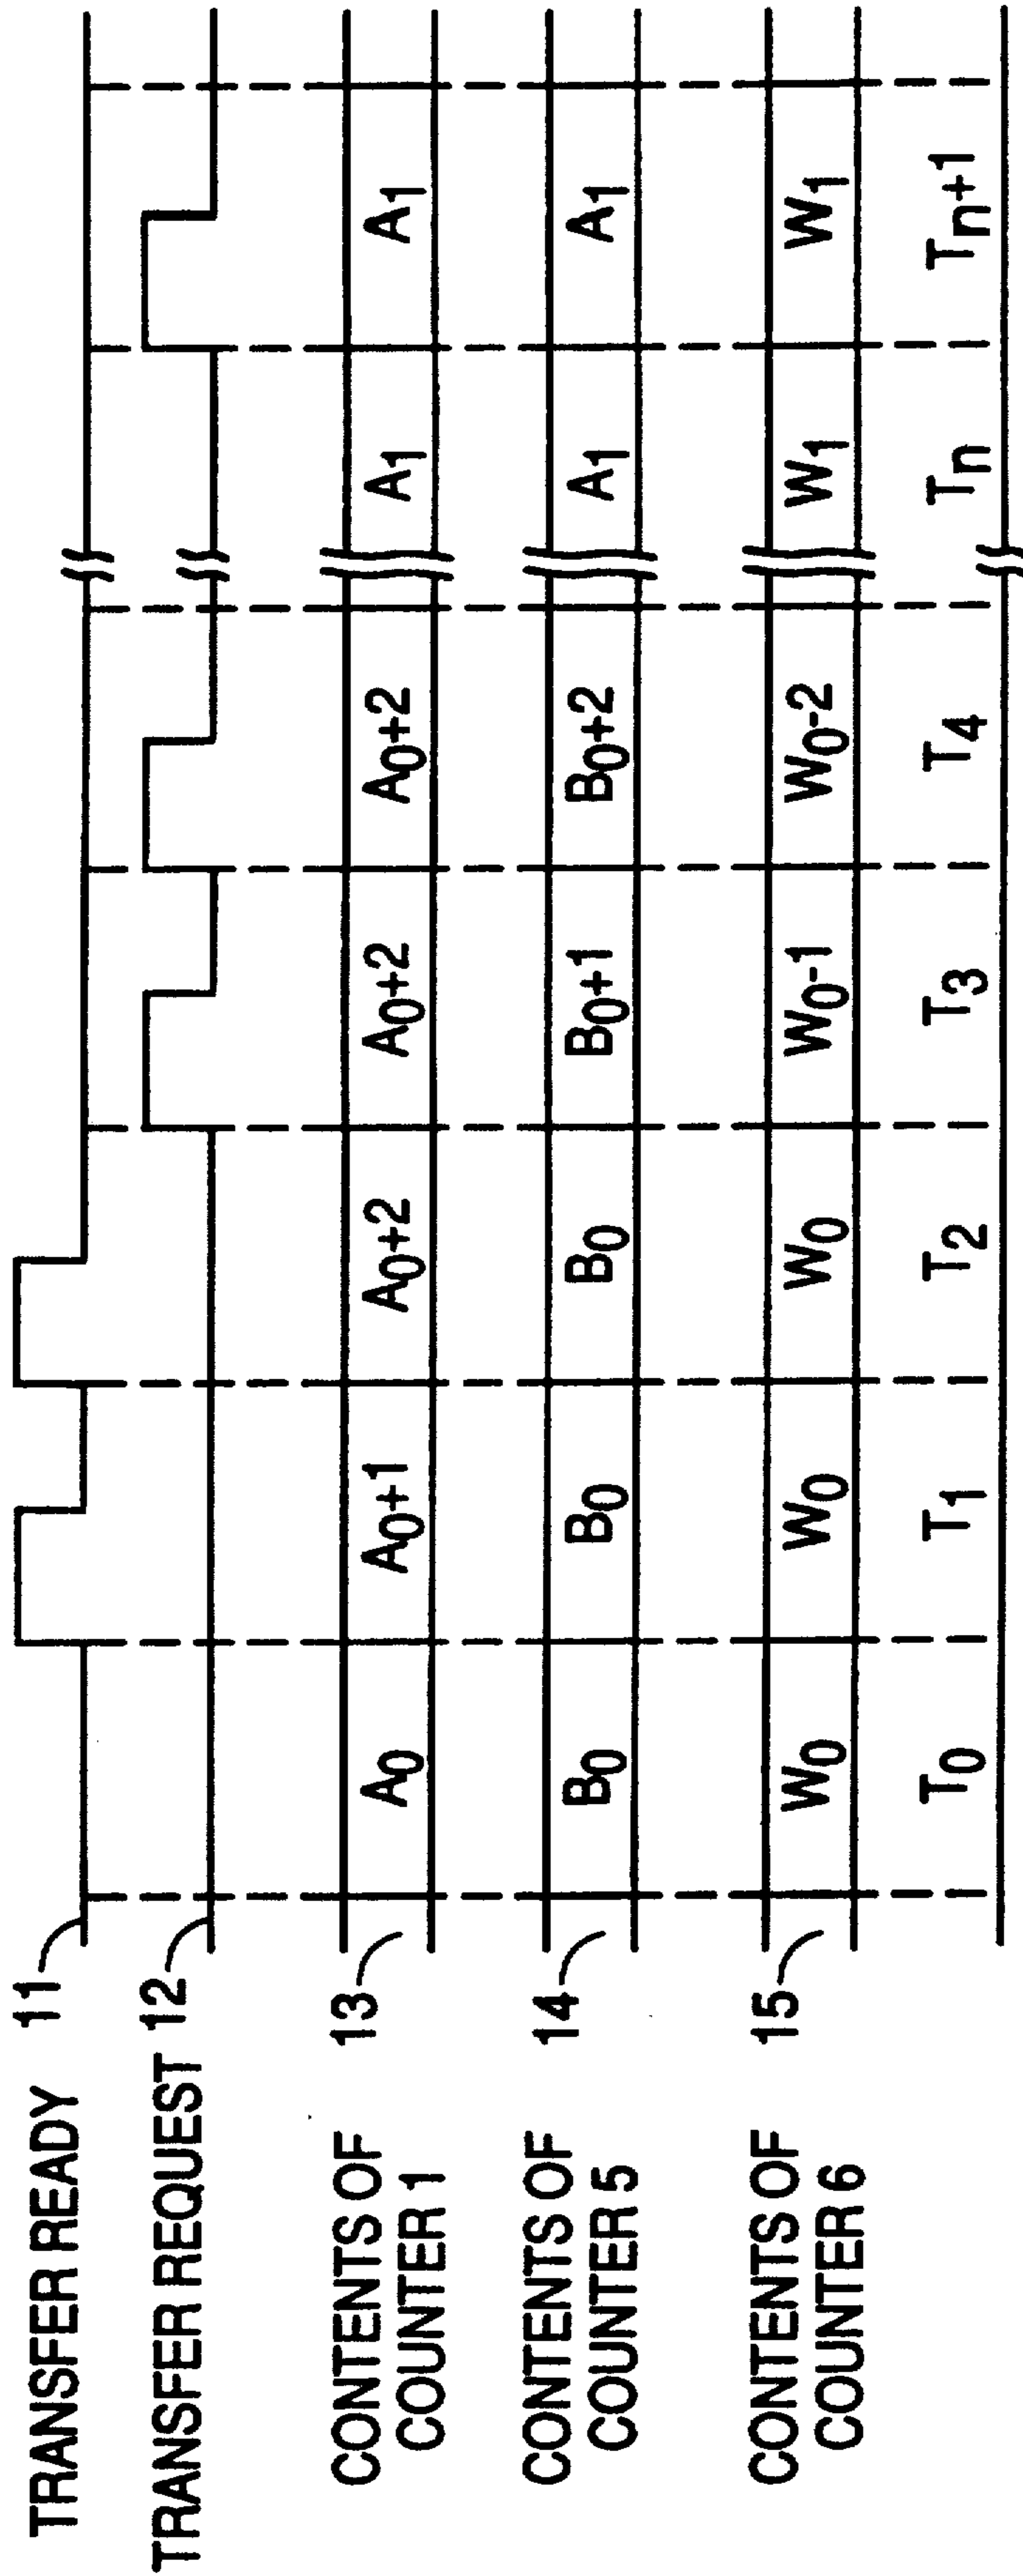 TRANSFER READY 11
TRANSFER REQUEST 12
CONTENTS OF
COUNTER 1
13
A₀ A₀+1 A₀+2 A₀+2 A₀+2 A₁ A₁
CONTENTS OF
COUNTER 5
14
B₀ B₀ B₀ B₀+1 B₀+2 A₁ A₁
CONTENTS OF
COUNTER 6
15
W₀ W₀ W₀ W₀-1 W₀-2 W₁ W₁
T₀ T₁ T₂ T₃ T₄ Tₙ Tₙ₊₁